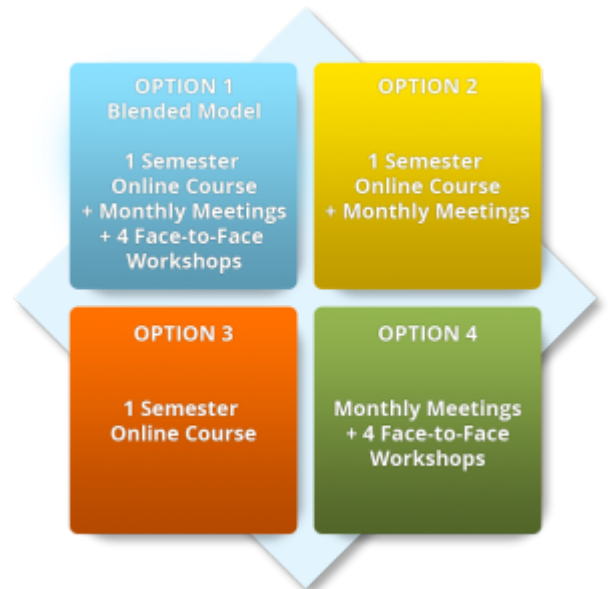 OPTION 1
Blended Model
1 Semester
Online Course
+ Monthly Meetings
+ 4 Face-to-Face
Workshops
OPTION 2
1 Semester
Online Course
+ Monthly Meetings
OPTION 3
1 Semester
Online Course
OPTION 4
Monthly Meetings
+ 4 Face-to-Face
Workshops